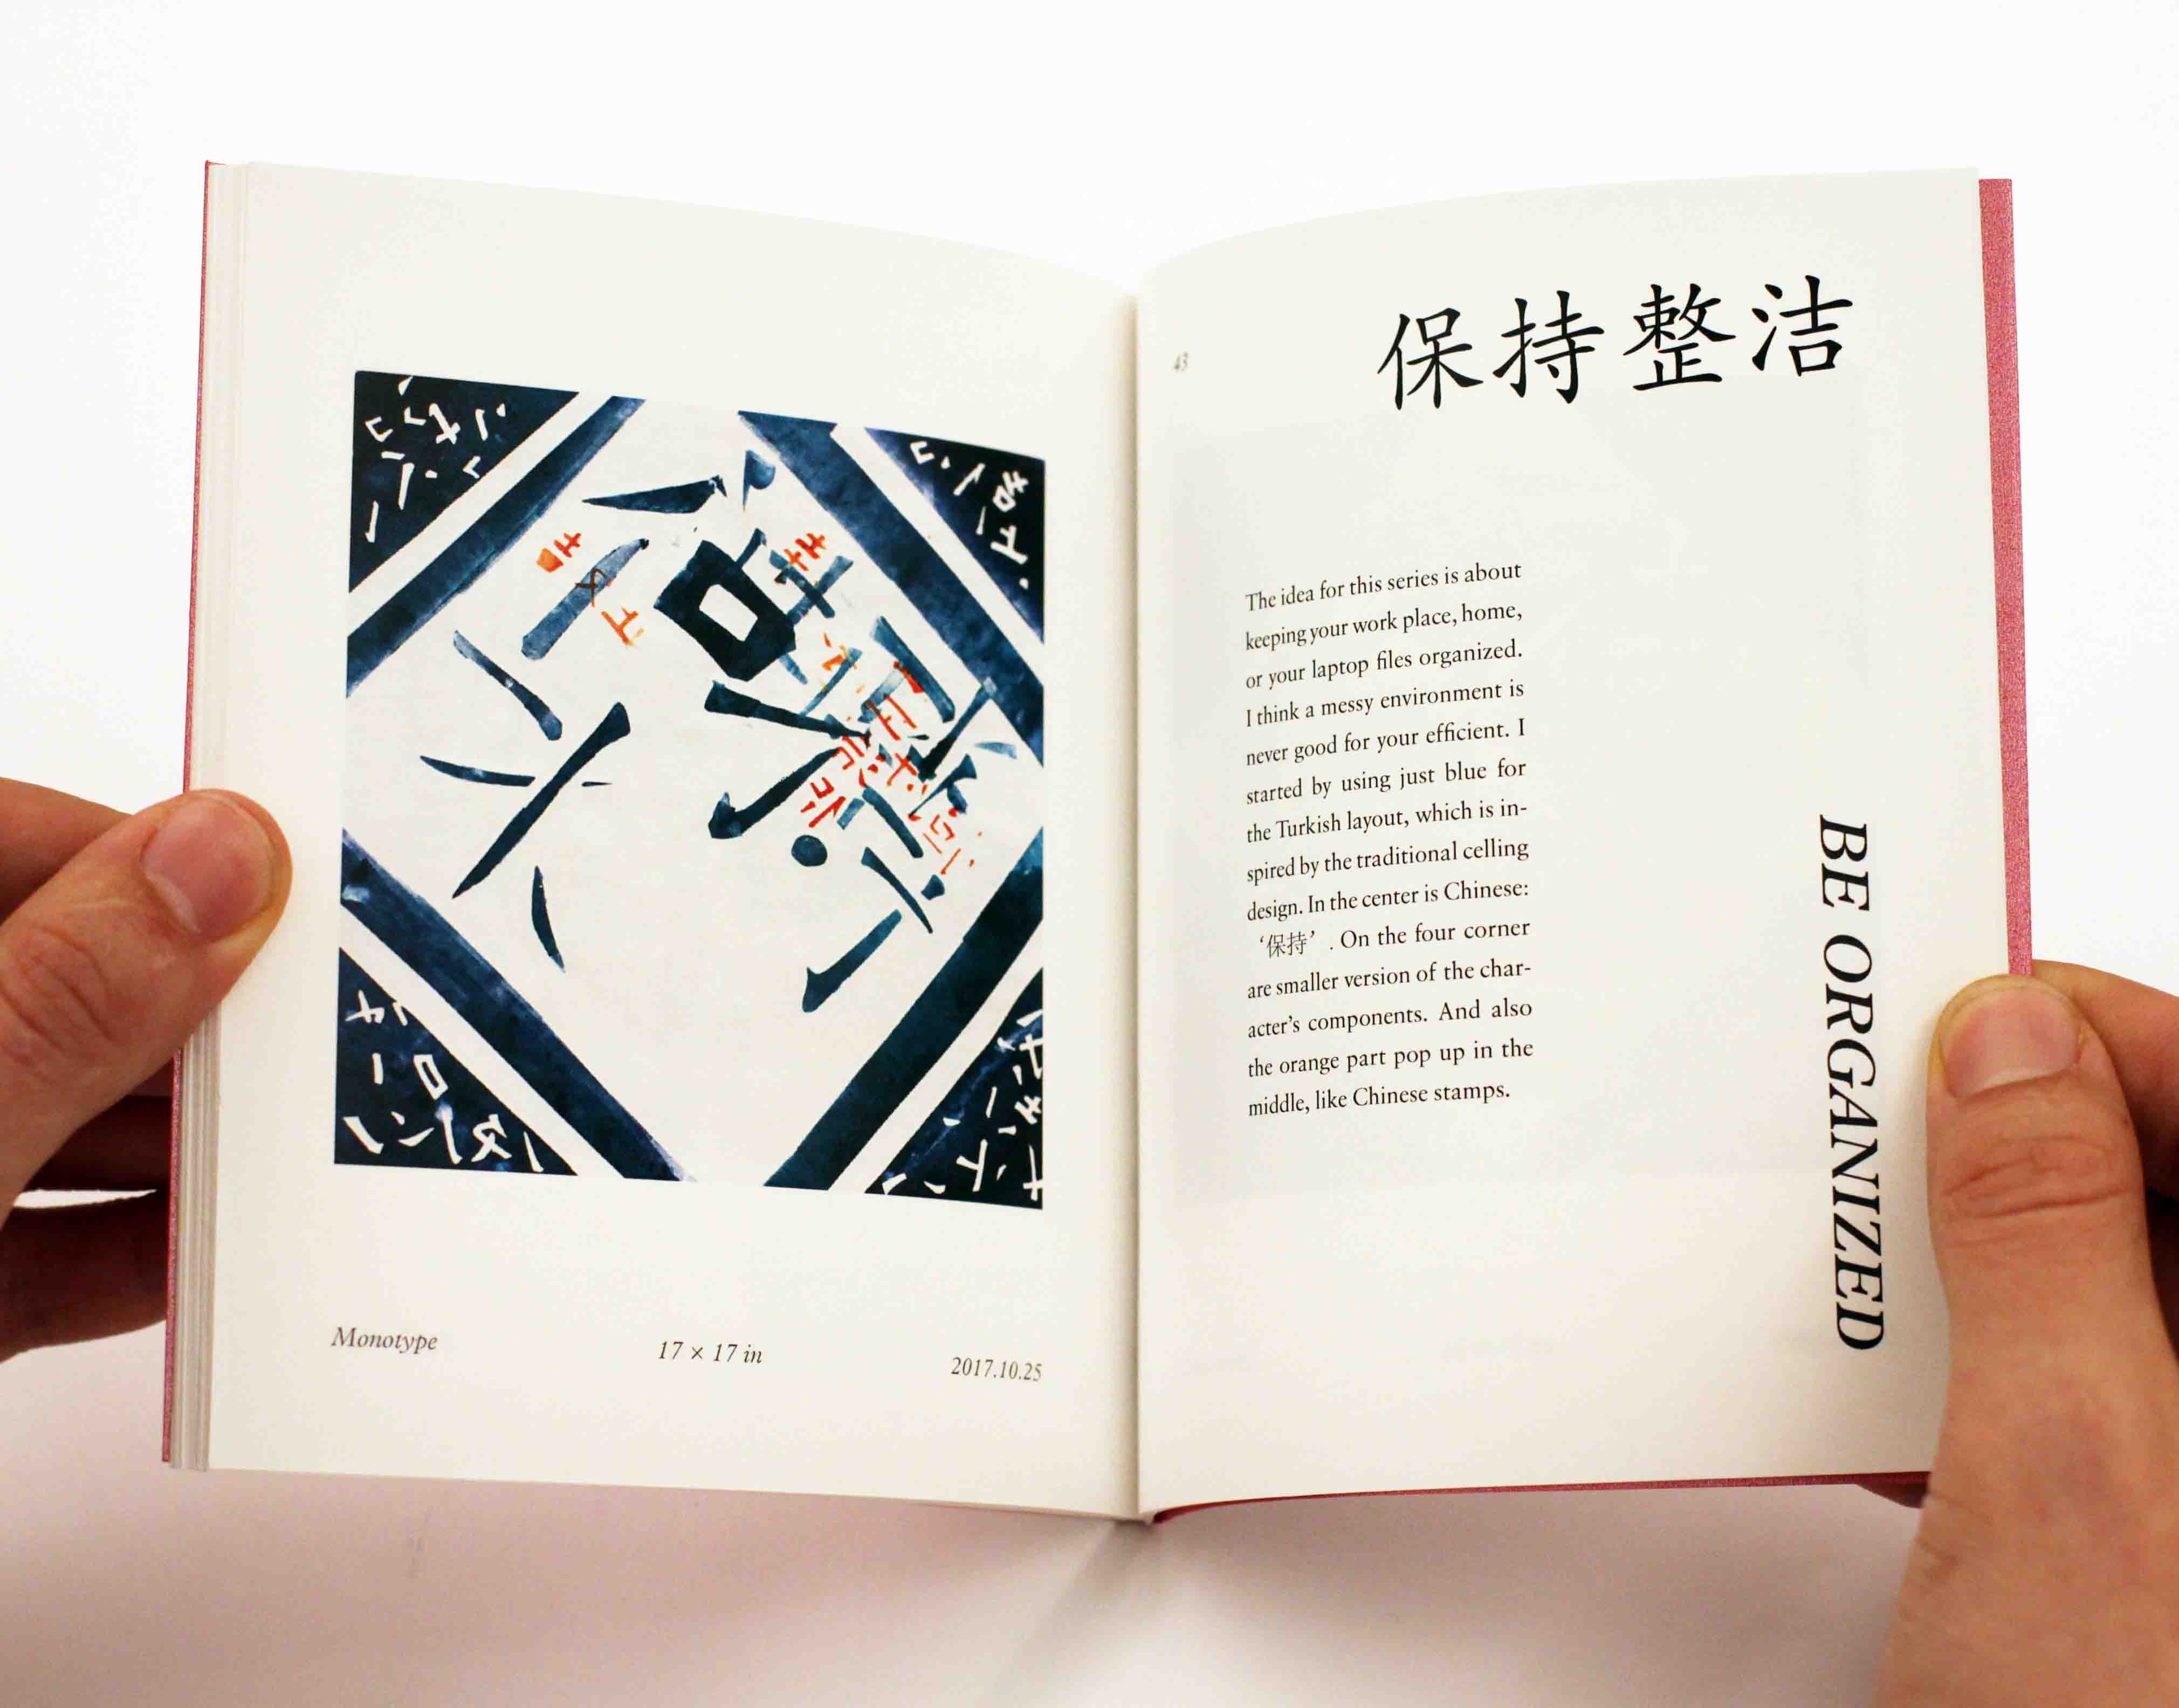 Monotype
17 × 17 in
2017.10.25
43
保持整洁
The idea for this series is about
keeping your work place, home,
or your laptop files organized.
I think a messy environment is
never good for your efficient. I
started by using just blue for
the Turkish layout, which is in-
spired by the traditional celling
design. In the center is Chinese:
‘保持’ . On the four corner
are smaller version of the char-
acter’s components. And also
the orange part pop up in the
middle, like Chinese stamps.
BE ORGANIZED